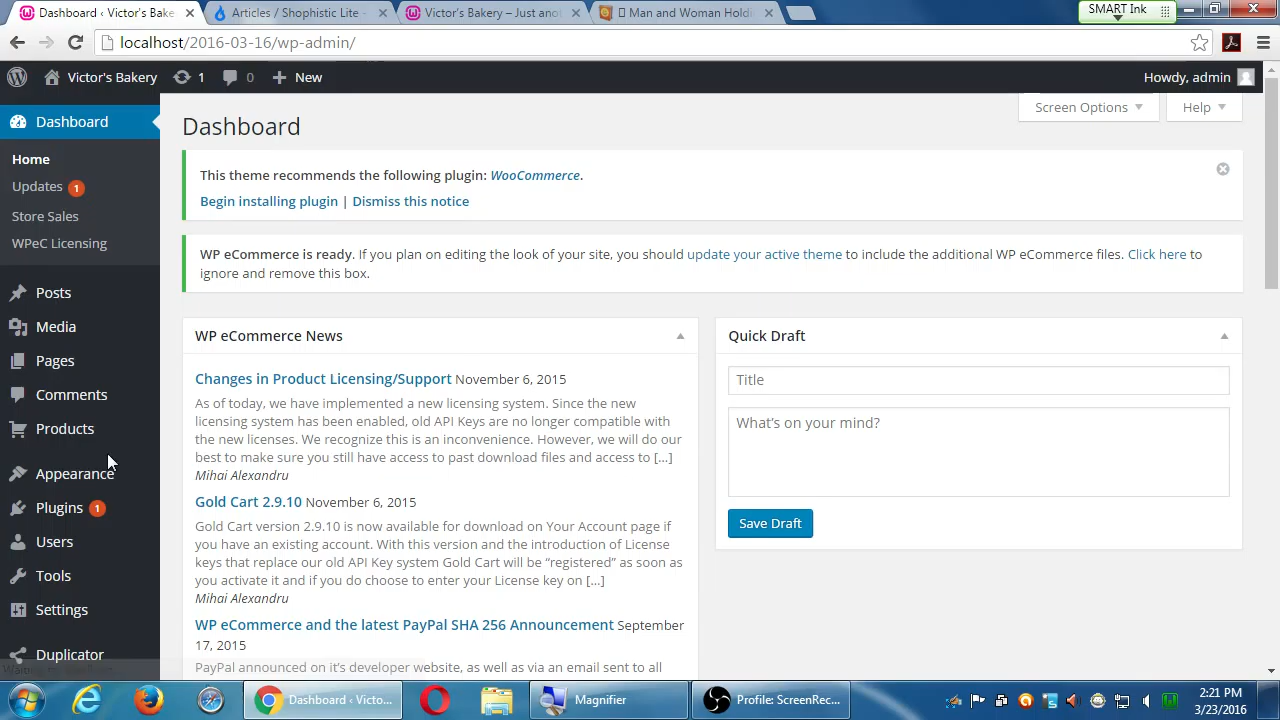 Dashboard ‹ Victor's Bake
Articles / Shophistic Lite -
Victor's Bakery – Just anot
Man and Woman Holdi
SMART Ink
localhost/2016-03-16/wp-admin/
Victor's Bakery
1
0
New
Howdy, admin
Dashboard
Home
Updates 1
Store Sales
WPeC Licensing
Posts
Media
Pages
Comments
Products
Appearance
Plugins 1
Users
Tools
Settings
Duplicator
Screen Options
Help
Dashboard
This theme recommends the following plugin: WooCommerce.
Begin installing plugin | Dismiss this notice
WP eCommerce is ready. If you plan on editing the look of your site, you should update your active theme to include the additional WP eCommerce files. Click here to
ignore and remove this box.
WP eCommerce News
Changes in Product Licensing/Support November 6, 2015
As of today, we have implemented a new licensing system. Since the new
licensing system has been enabled, old API Keys are no longer compatible with
the new licenses. We recognize this is an inconvenience. However, we will do our
best to make sure you still have access to past download files and access to […]
Mihai Alexandru
Gold Cart 2.9.10 November 6, 2015
Gold Cart version 2.9.10 is now available for download on Your Account page if
you have an existing account. With this version and the introduction of License
keys that replace our old API Key system Gold Cart will be “registered” as soon as
you activate it and if you do choose to enter your License key on […]
Mihai Alexandru
WP eCommerce and the latest PayPal SHA 256 Announcement September
17, 2015
PayPal announced on it's developer website, as well as via an email sent to all
Quick Draft
Title
What's on your mind?
Save Draft
Dashboard ‹ Victo...
Magnifier
Profile: ScreenRec...
2:21 PM
3/23/2016